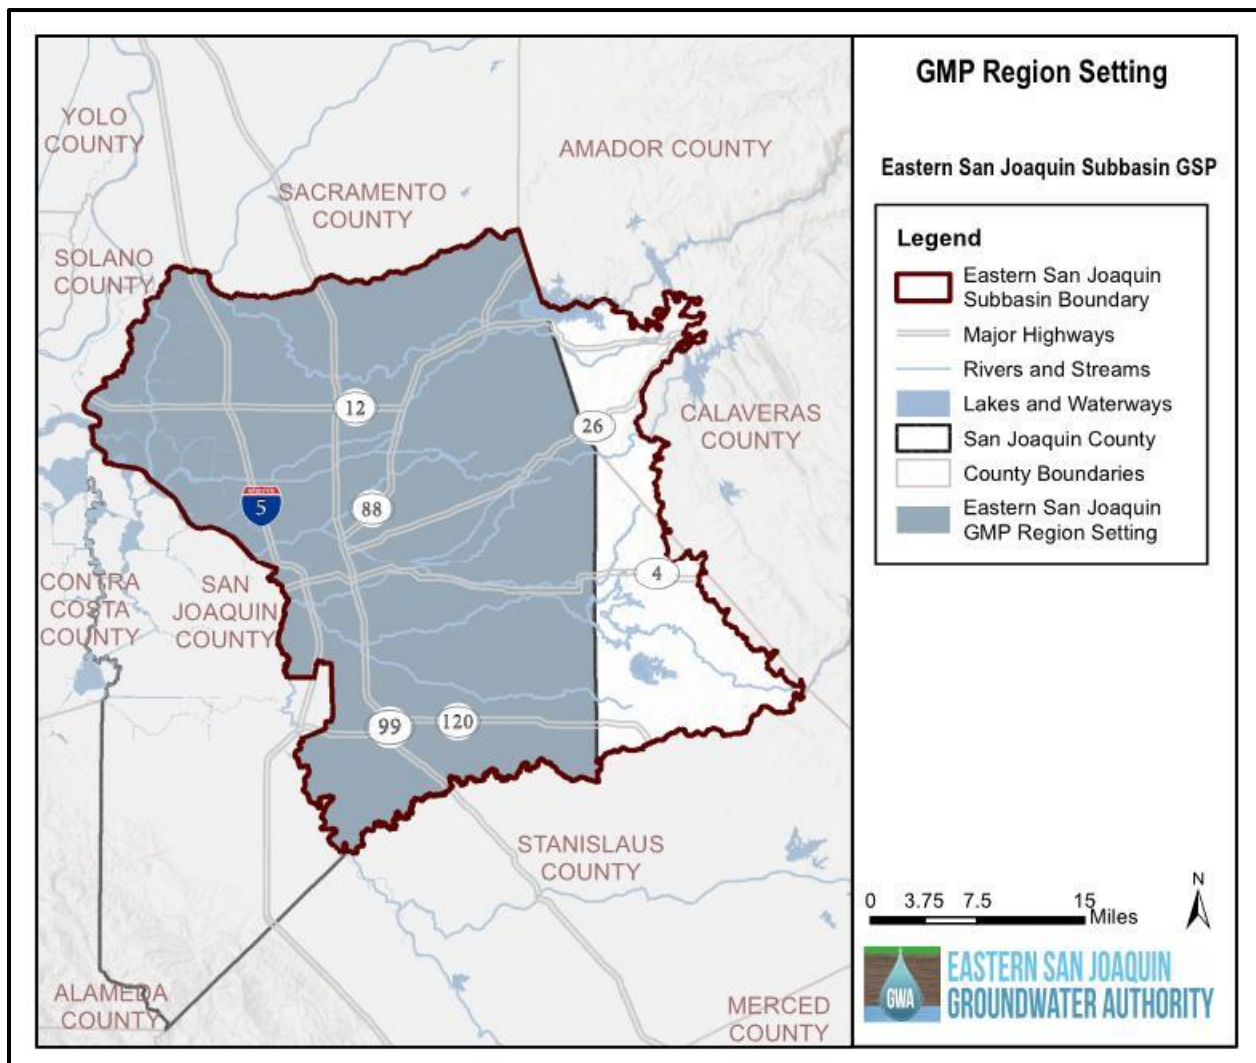 GMP Region Setting
Eastern San Joaquin Subbasin GSP
Legend
Eastern San Joaquin
Subbasin Boundary
Major Highways
Rivers and Streams
Lakes and Waterways
San Joaquin County
County Boundaries
Eastern San Joaquin
GMP Region Setting
YOLO
COUNTY
AMADOR COUNTY
SACRAMENTO
COUNTY
SOLANO
COUNTY
12
26
CALAVERAS
COUNTY
5
88
4
CONTRA
COSTA
COUNTY
SAN
JOAQUIN
COUNTY
99
120
STANISLAUS
COUNTY
ALAMEDA
COUNTY
MERCED
COUNTY
N
0 3.75 7.5 15
Miles
GWA
EASTERN SAN JOAQUIN
GROUNDWATER AUTHORITY